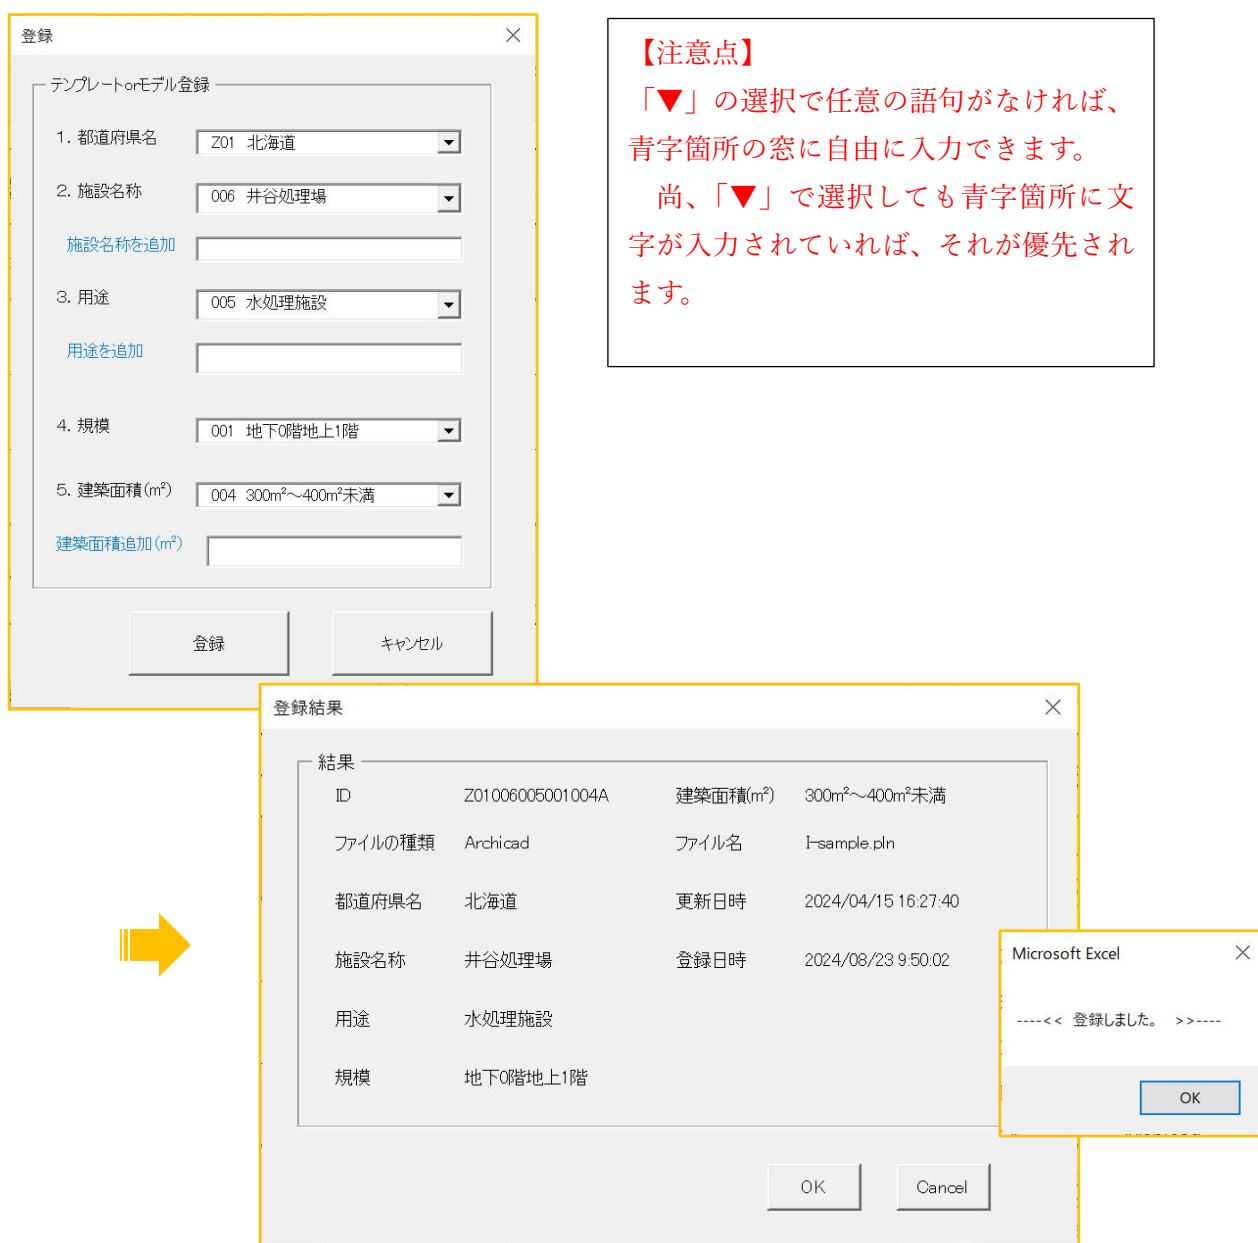 登録
テンプレートorモデル登録
1. 都道府県名 Z01 北海道
2. 施設名称 006 井谷処理場
施設名称を追加
3. 用途 005 水処理施設
用途を追加
4. 規模 001 地下0階地上1階
5. 建築面積(m²) 004 300m²～400m²未満
建築面積追加(m²)
登録 キャンセル
【注意点】
「▼」の選択で任意の語句がなければ、
青字箇所の窓に自由に入力できます。
尚、「▼」で選択しても青字箇所に文
字が入力されていれば、それが優先され
ます。
登録結果
結果
ID Z01006005001004A 建築面積(m²) 300m²～400m²未満
ファイルの種類 Archicad ファイル名 I-sample.pln
都道府県名 北海道 更新日時 2024/04/15 16:27:40
施設名称 井谷処理場 登録日時 2024/08/23 9:50:02
用途 水処理施設
規模 地下0階地上1階
OK Cancel
Microsoft Excel
----<< 登録しました。 >>----
OK